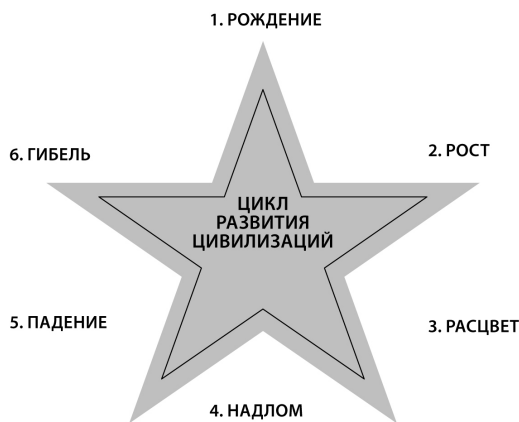 1. РОЖДЕНИЕ
2. РОСТ
3. РАСЦВЕТ
4. НАДЛОМ
5. ПАДЕНИЕ
6. ГИБЕЛЬ
ЦИКЛ
РАЗВИТИЯ
ЦИВИЛИЗАЦИЙ